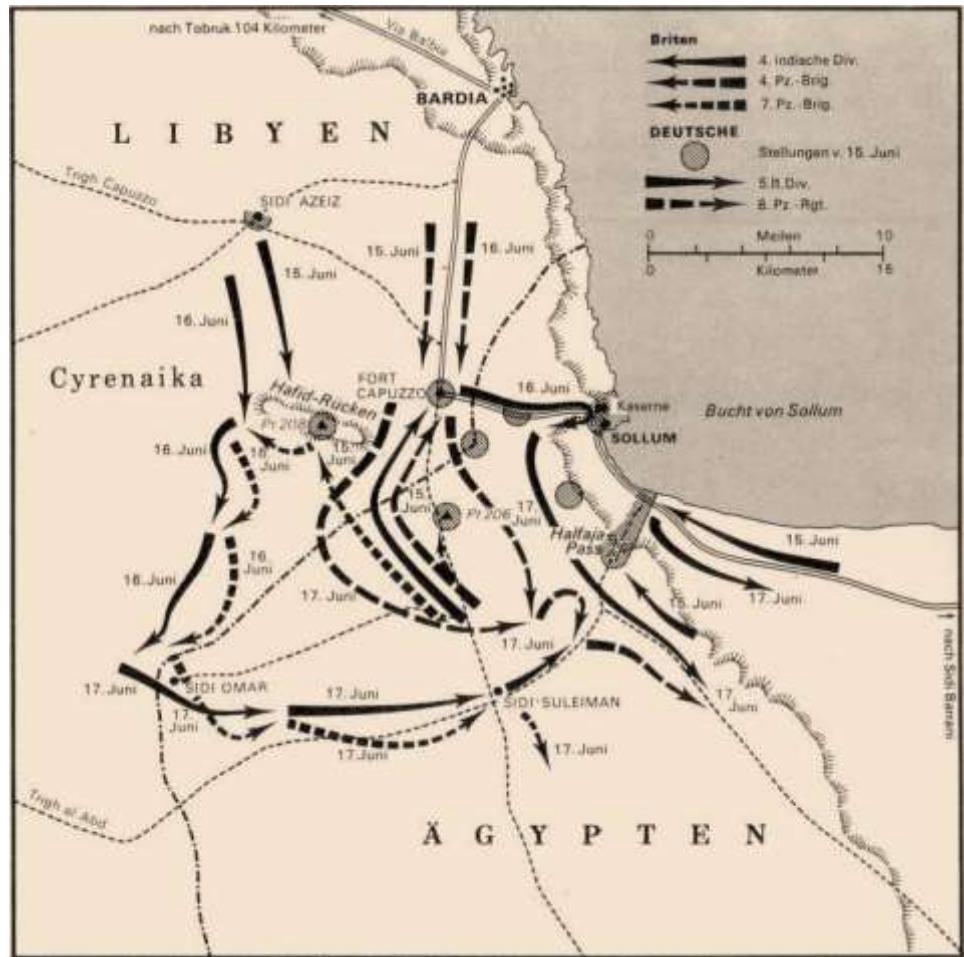 nach Tobruk 104 Kilometer
Via Balbia
BARDIA
LIBYEN
Trigh Capuzzo
SIDI AZEIZ
Briten
4. indische Div.
4. Pz.-Brig.
7. Pz.-Brig.
DEUTSCHE
Stellungen v. 15. Juni
5. lt. Div.
8. Pz.-Rgt.
0 Meilen 10
0 Kilometer 16
15. Juni
16. Juni
15. Juni
16. Juni
Cyrenaika
Hafid-Rücken
Pt 208
FORT
CAPUZZO
16. Juni
Kaserne
SOLLUM
Bucht von Sollum
16. Juni
16.
Juni
15.
Juni
15.
Juni
Pt 206
17.
Juni
Halfaja
Pass
15. Juni
17. Juni
16. Juni
16.
Juni
17. Juni
15. Juni
17. Juni
17. Juni
SIDI OMAR
17.
Juni
17. Juni
SIDI SULEIMAN
17.
Juni
17. Juni
17. Juni
nach Sidi Barrani
Trigh al Abd
ÄGYPTEN